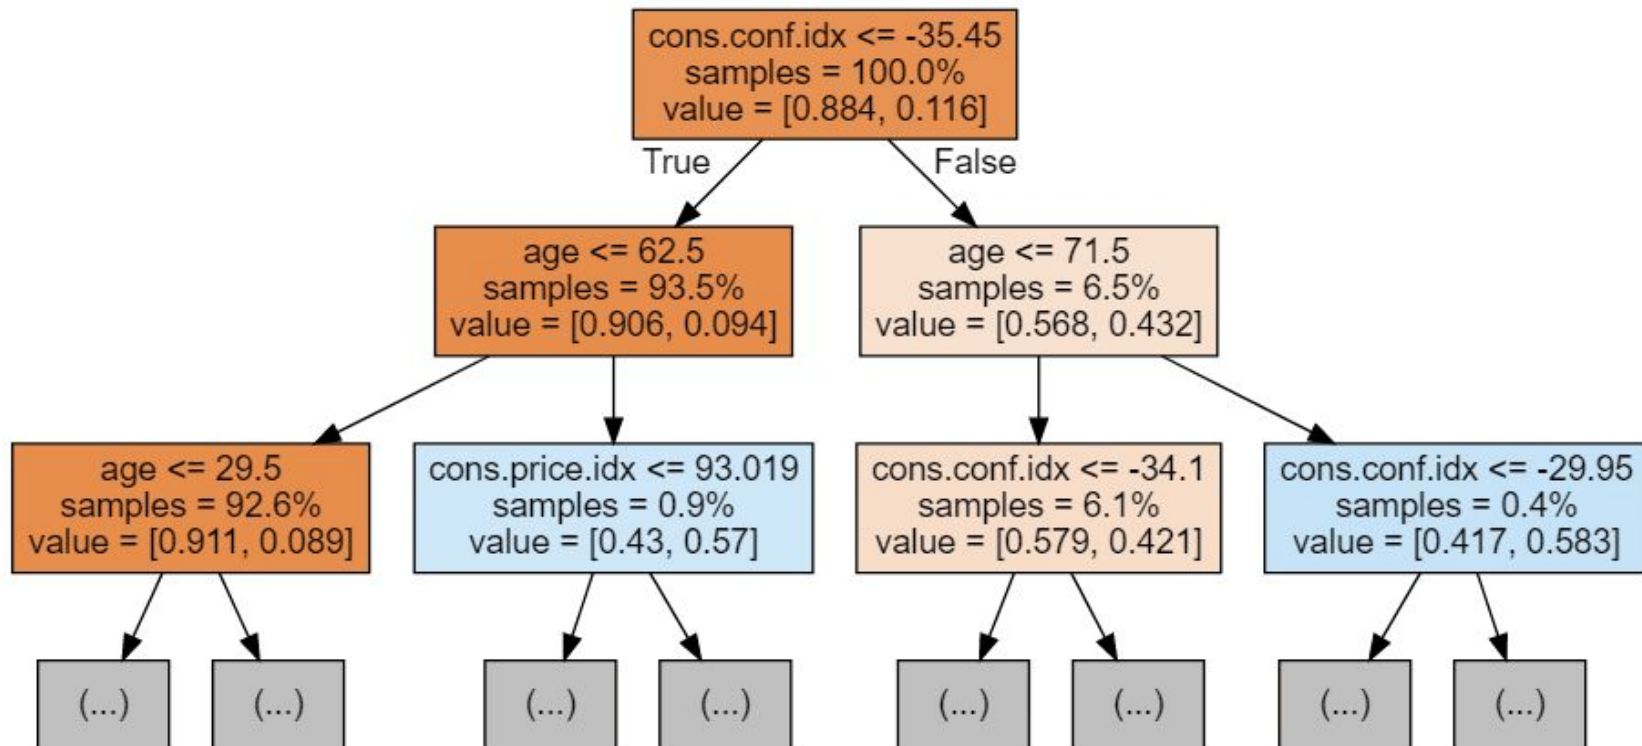 cons.conf.idx <= -35.45
samples = 100.0%
value = [0.884, 0.116]
True
False
age <= 62.5
samples = 93.5%
value = [0.906, 0.094]
age <= 71.5
samples = 6.5%
value = [0.568, 0.432]
age <= 29.5
samples = 92.6%
value = [0.911, 0.089]
cons.price.idx <= 93.019
samples = 0.9%
value = [0.43, 0.57]
cons.conf.idx <= -34.1
samples = 6.1%
value = [0.579, 0.421]
cons.conf.idx <= -29.95
samples = 0.4%
value = [0.417, 0.583]
(...)
(...)
(...)
(...)
(...)
(...)
(...)
(...)